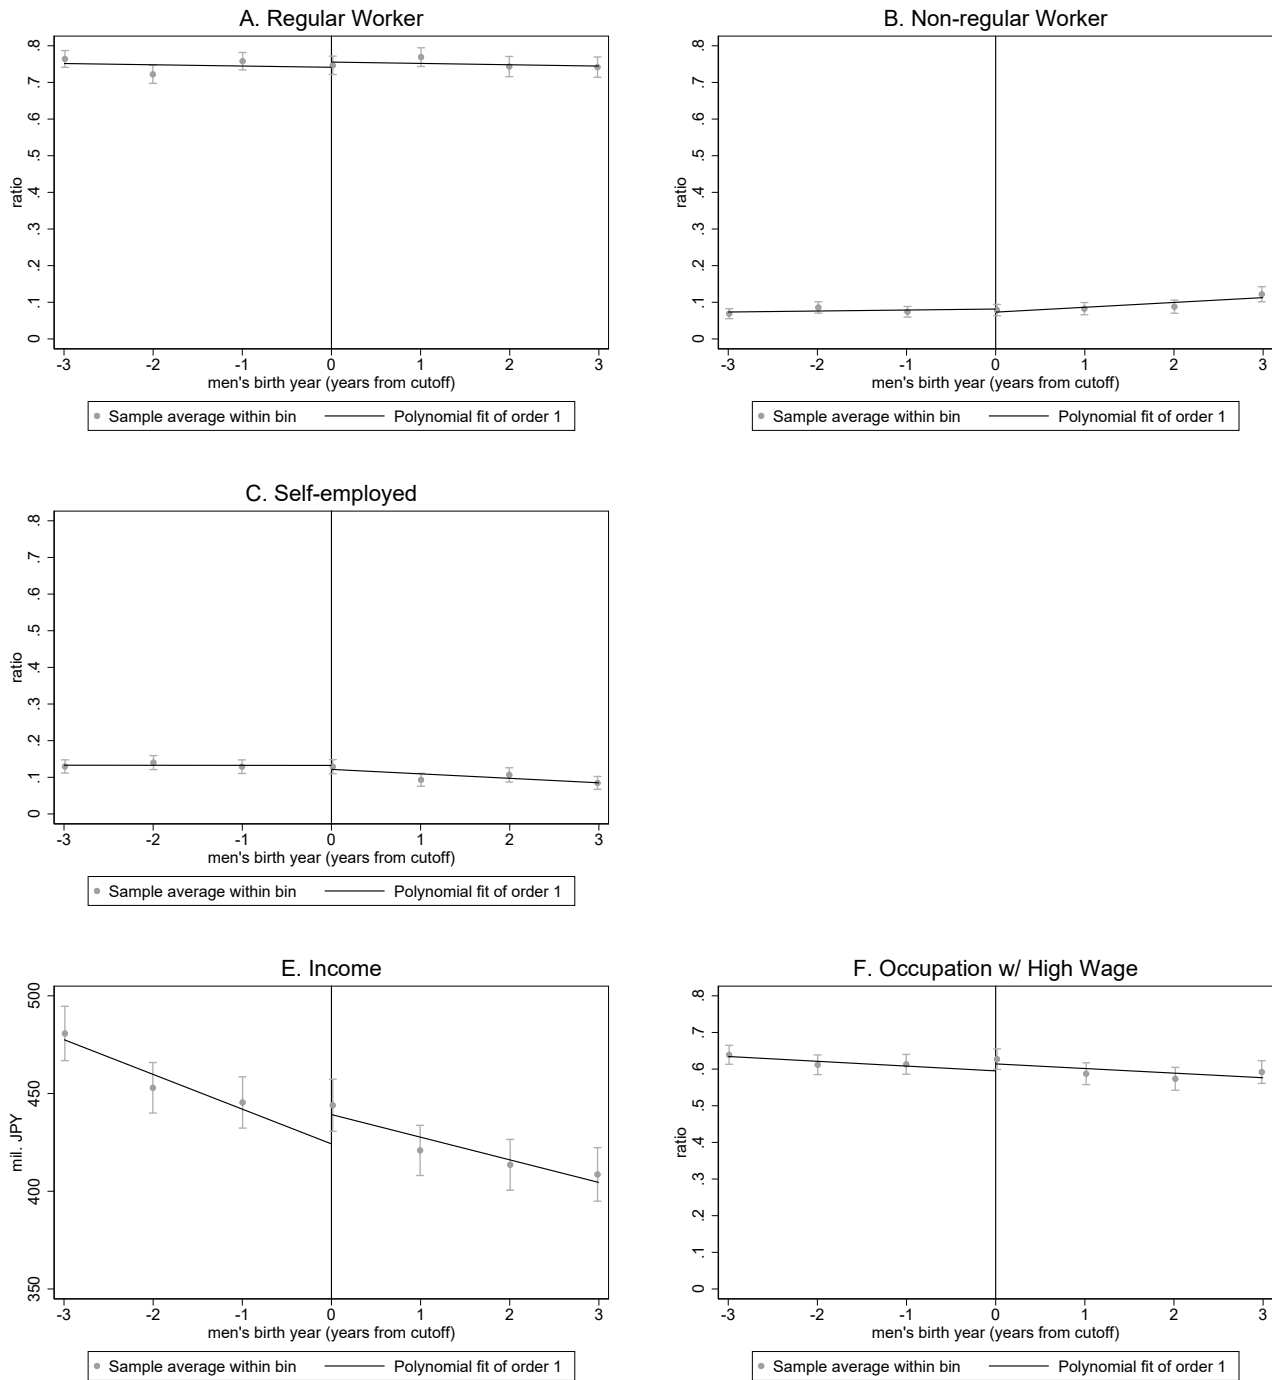 A. Regular Worker
.8
.7
.6
.5
.4
.3
.2
.1
0
ratio
-3 -2 -1 0 1 2 3
men's birth year (years from cutoff)
Sample average within bin Polynomial fit of order 1
B. Non-regular Worker
.8
.7
.6
.5
.4
.3
.2
.1
0
ratio
-3 -2 -1 0 1 2 3
men's birth year (years from cutoff)
Sample average within bin Polynomial fit of order 1
C. Self-employed
.8
.7
.6
.5
.4
.3
.2
.1
0
ratio
-3 -2 -1 0 1 2 3
men's birth year (years from cutoff)
Sample average within bin Polynomial fit of order 1
E. Income
500
450
400
350
mil. JPY
-3 -2 -1 0 1 2 3
men's birth year (years from cutoff)
Sample average within bin Polynomial fit of order 1
F. Occupation w/ High Wage
.8
.7
.6
.5
.4
.3
.2
.1
0
ratio
-3 -2 -1 0 1 2 3
men's birth year (years from cutoff)
Sample average within bin Polynomial fit of order 1